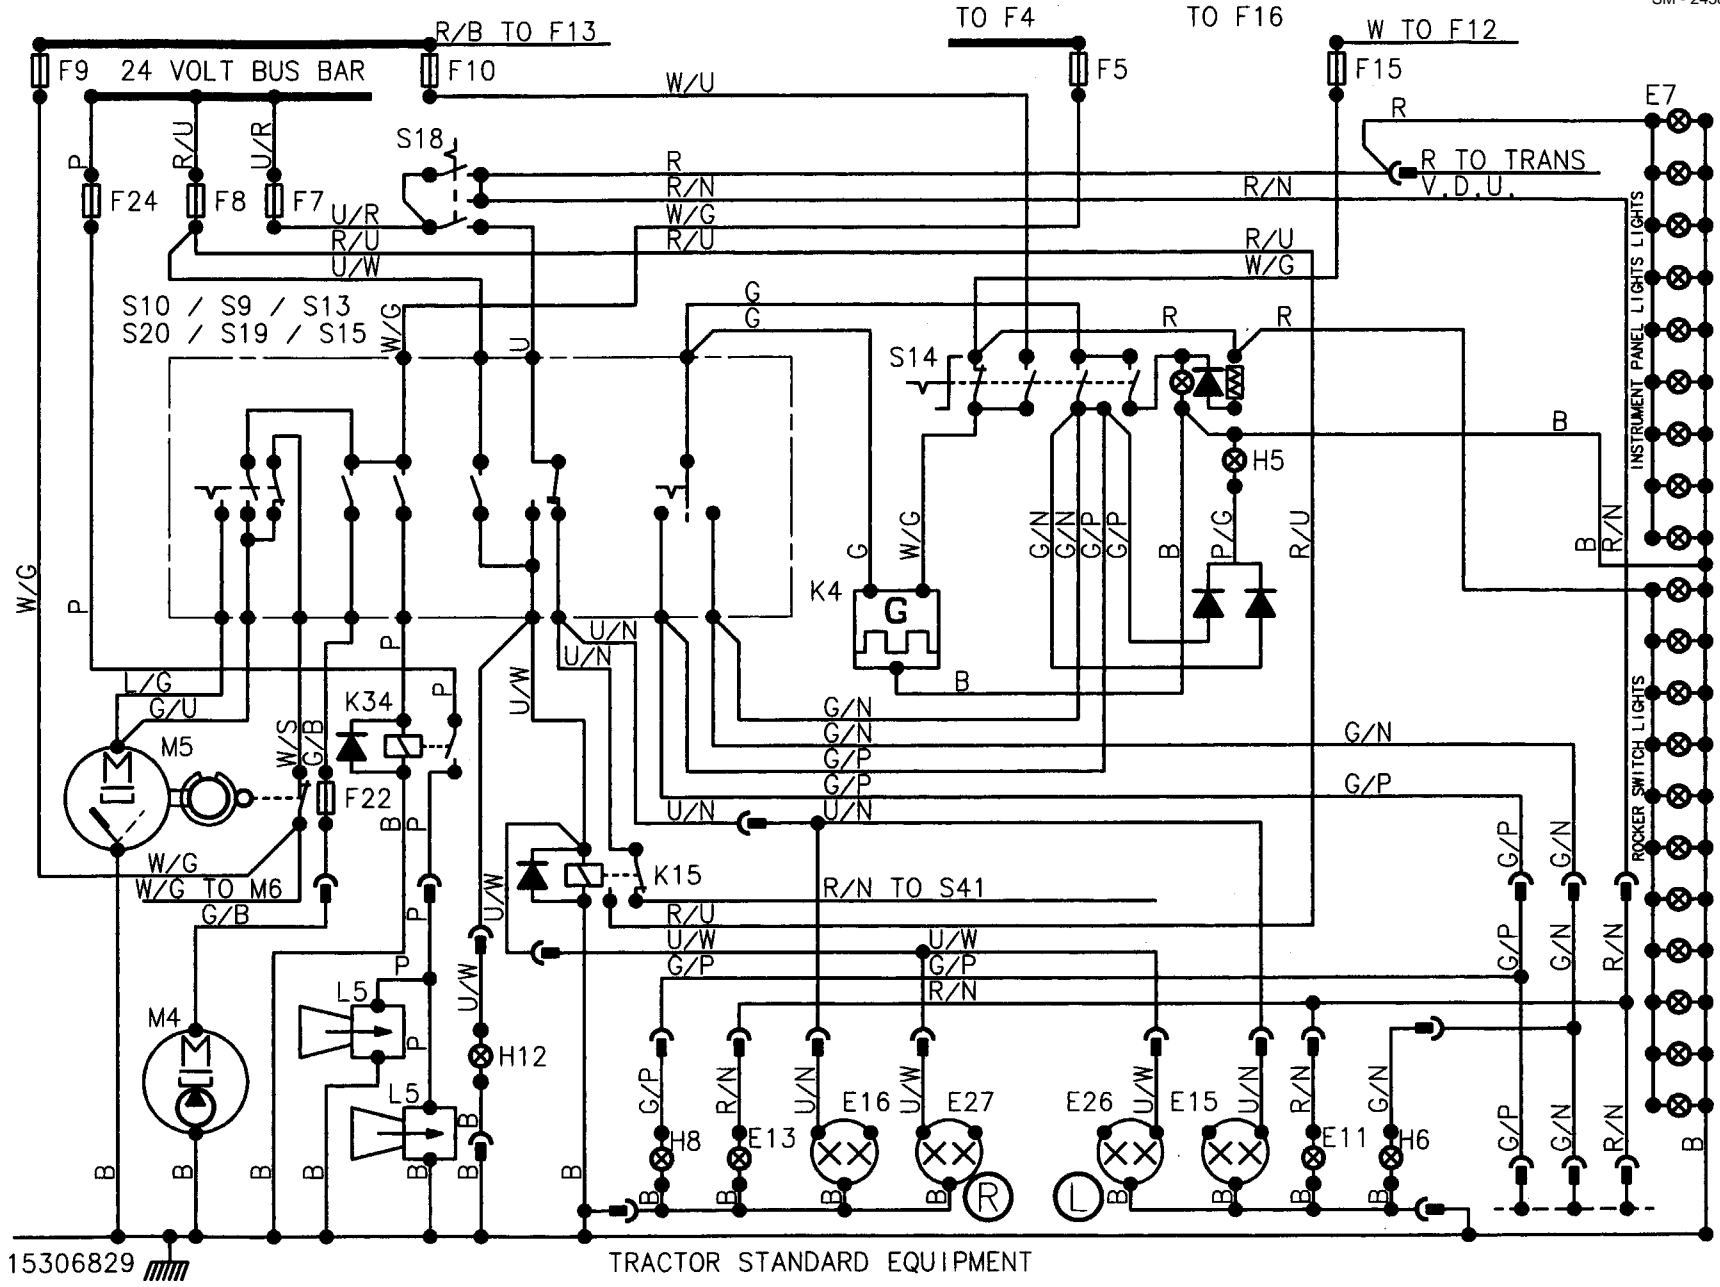 TO F4
TO F16
R/B TO F13
W TO F12
F9
24 VOLT BUS BAR
F10
F5
F15
W/U
R
E7
S18
P
R/U
U/R
R
R TO TRANS
V.D.U.
F24
F8
F7
R/N
R/N
U/R
W/G
R/U
R/U
R/U
U/W
W/G
S10 / S9 / S13
S20 / S19 / S15
W/G
U
G
G
R
R
S14
INSTRUMENT PANEL LIGHTS LIGHTS
B
H5
W/G
P
G
W/G
G/N
G/N
G/P
G/P
B
P/G
R/U
B
R/N
K4
G
U/N
U/N
P
B
L/G
G/U
K34
P
U/W
ROCKER SWITCH LIGHTS
G/N
G/N
G/N
G/P
G/P
G/P
M5
W/S
G/B
F22
U/N
U/N
B
P
G/P
G/N
W/G
W/G TO M6
G/B
K15
R/N TO S41
U/W
P
R/U
U/W
U/W
G/P
G/P
R/N
G/P
G/N
R/N
P
U/W
L5
M4
P
H12
L5
G/P
R/N
U/N
E16
U/W
E27
E26
U/W
E15
U/N
R/N
G/N
H8
E13
E11
H6
G/P
G/N
R/N
B
B
B
B
B
B
B
B
B
B
B
B
R
L
B
B
B
B
B
15306829
TRACTOR STANDARD EQUIPMENT